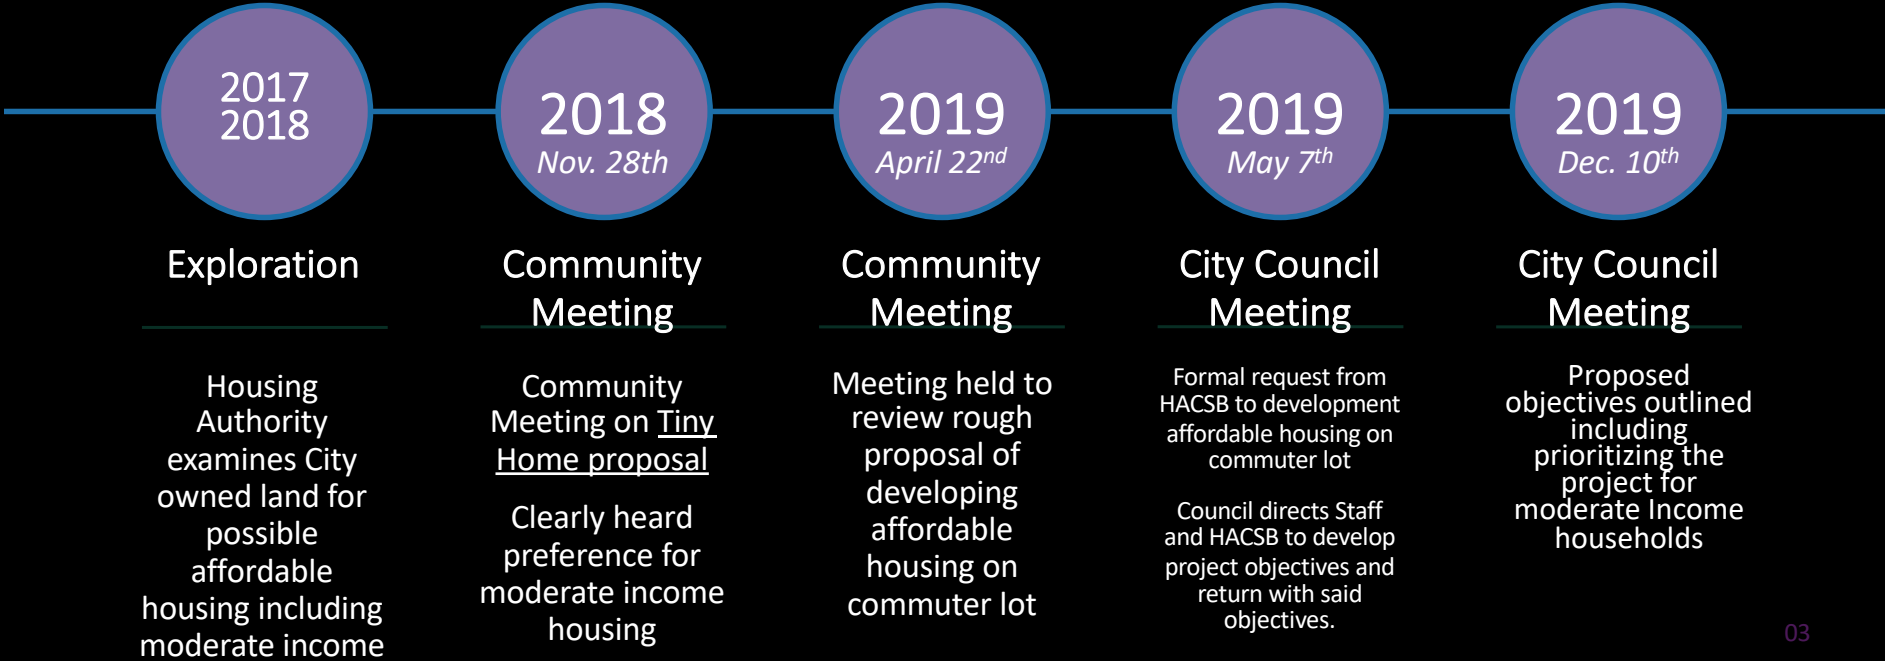 2017
2018
Exploration
Housing
Authority
examines City
owned land for
possible
affordable
housing including
moderate income
2018
Nov. 28th
Community
Meeting
Community
Meeting on Tiny
Home proposal
Clearly heard
preference for
moderate income
housing
2019
April 22nd
Community
Meeting
Meeting held to
review rough
proposal of
developing
affordable
housing on
commuter lot
2019
May 7th
City Council
Meeting
Formal request from
HACSB to development
affordable housing on
commuter lot
Council directs Staff
and HACSB to develop
project objectives and
return with said
objectives.
2019
Dec. 10th
City Council
Meeting
Proposed
objectives outlined
including
prioritizing the
project for
moderate Income
households
03